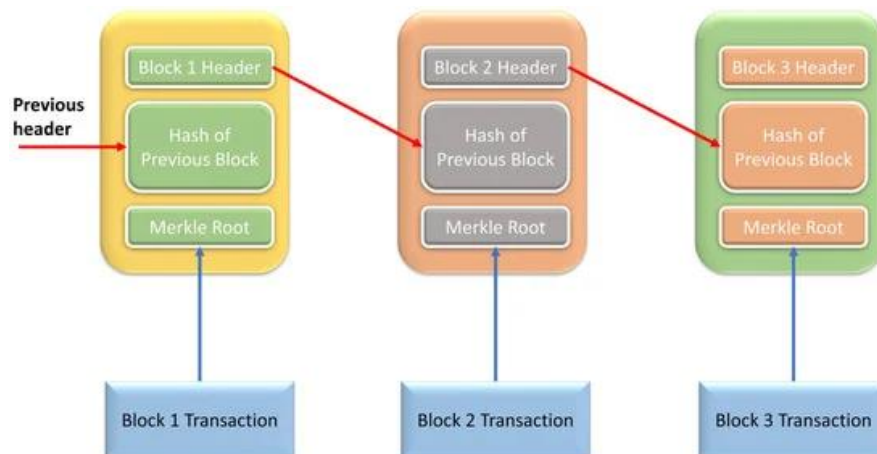 Previous
header
Block 1 Header
Hash of
Previous Block
Merkle Root
Block 1 Transaction
Block 2 Header
Hash of
Previous Block
Merkle Root
Block 2 Transaction
Block 3 Header
Hash of
Previous Block
Merkle Root
Block 3 Transaction